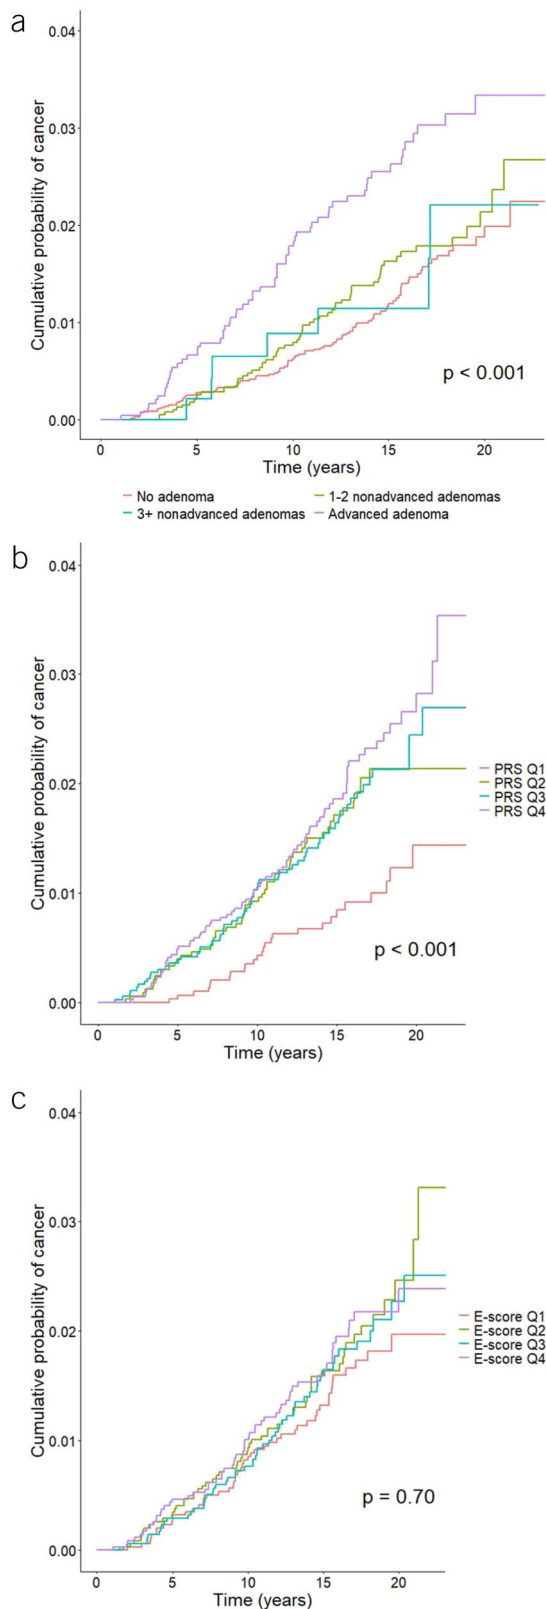 a
Cumulative probability of cancer
0.04
0.03
0.02
0.01
0.00
p < 0.001
0 5 10 15 20
Time (years)
No adenoma 1-2 nonadvanced adenomas
3+ nonadvanced adenomas Advanced adenoma
b
Cumulative probability of cancer
0.04
0.03
0.02
0.01
0.00
PRS Q1
PRS Q2
PRS Q3
PRS Q4
p < 0.001
0 5 10 15 20
Time (years)
c
Cumulative probability of cancer
0.04
0.03
0.02
0.01
0.00
E-score Q1
E-score Q2
E-score Q3
E-score Q4
p = 0.70
0 5 10 15 20
Time (years)